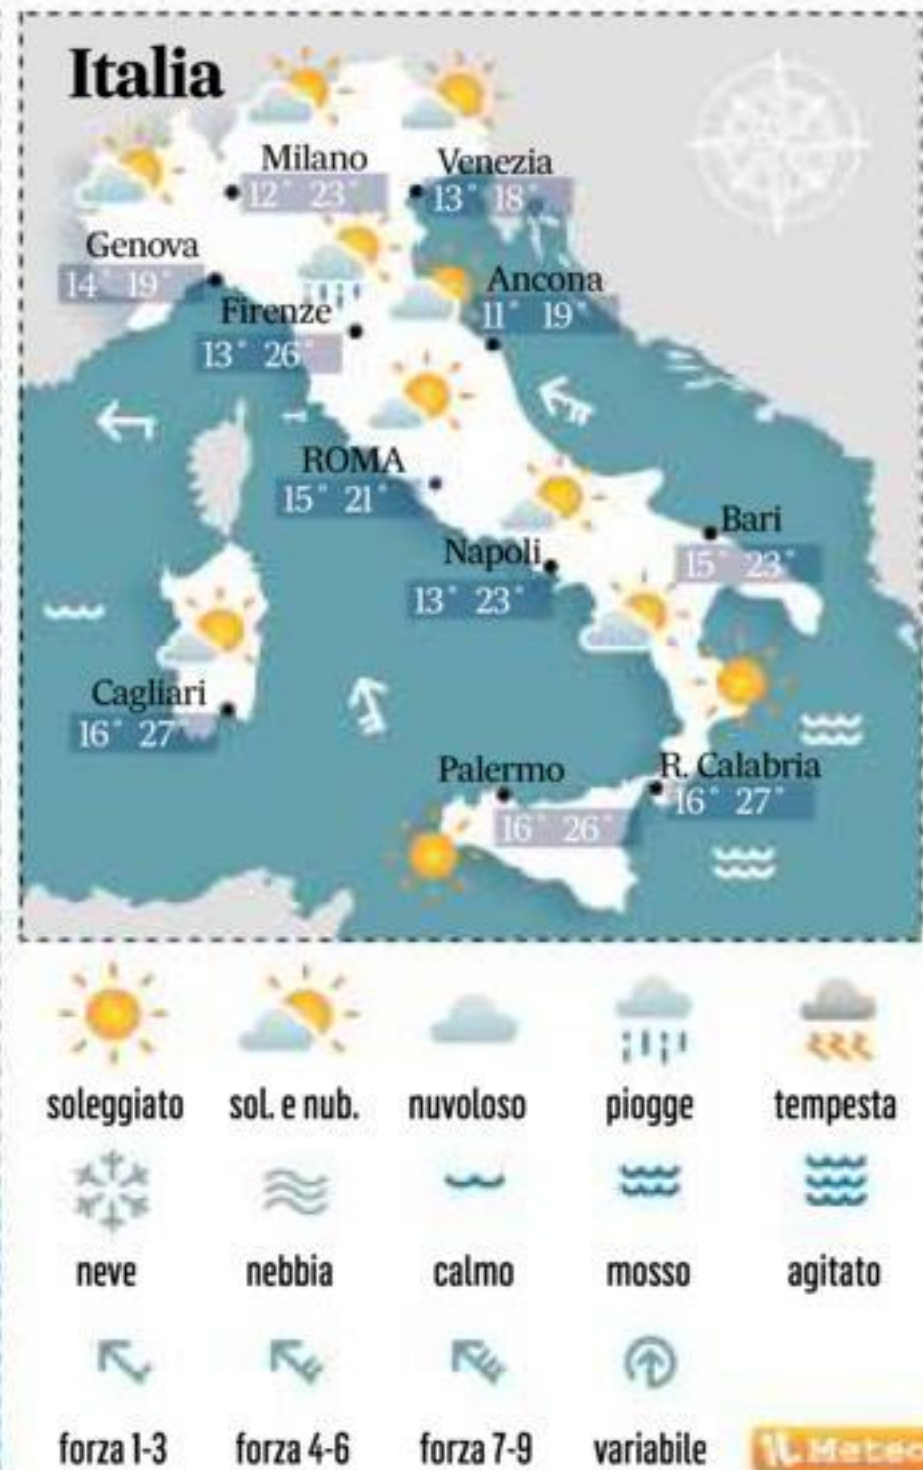 Italia
Milano
12° 23°
Venezia
13° 18°
Genova
14° 19°
Ancona
11° 19°
Firenze
13° 26°
ROMA
15° 21°
Bari
15° 23°
Napoli
13° 23°
Cagliari
16° 27°
Palermo
16° 26°
R. Calabria
16° 27°
soleggiato sol. e nub. nuvoloso piogge tempesta
neve nebbia calmo mosso agitato
forza 1-3 forza 4-6 forza 7-9 variabile
iL Meteo